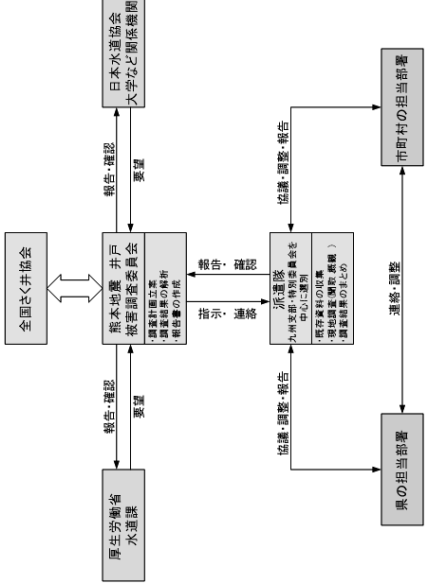 全国さく井協会
厚生労働省
水道課
報告・確認
要望
熊本地震 井戸
被害調査委員会
・調査計画立案
・調査結果の解析
・報告書の作成
報告・確認
要望
日本水道協会
大学など関係機関
指示・連絡
報告・確認
協議・調整・報告
派遣隊
九州支部・特別委員会を
中心に選別
・既存資料の収集
・現地調査(聞取、概観)
・調査結果のまとめ
協議・調整・報告
県の担当部署
連絡・調整
市町村の担当部署